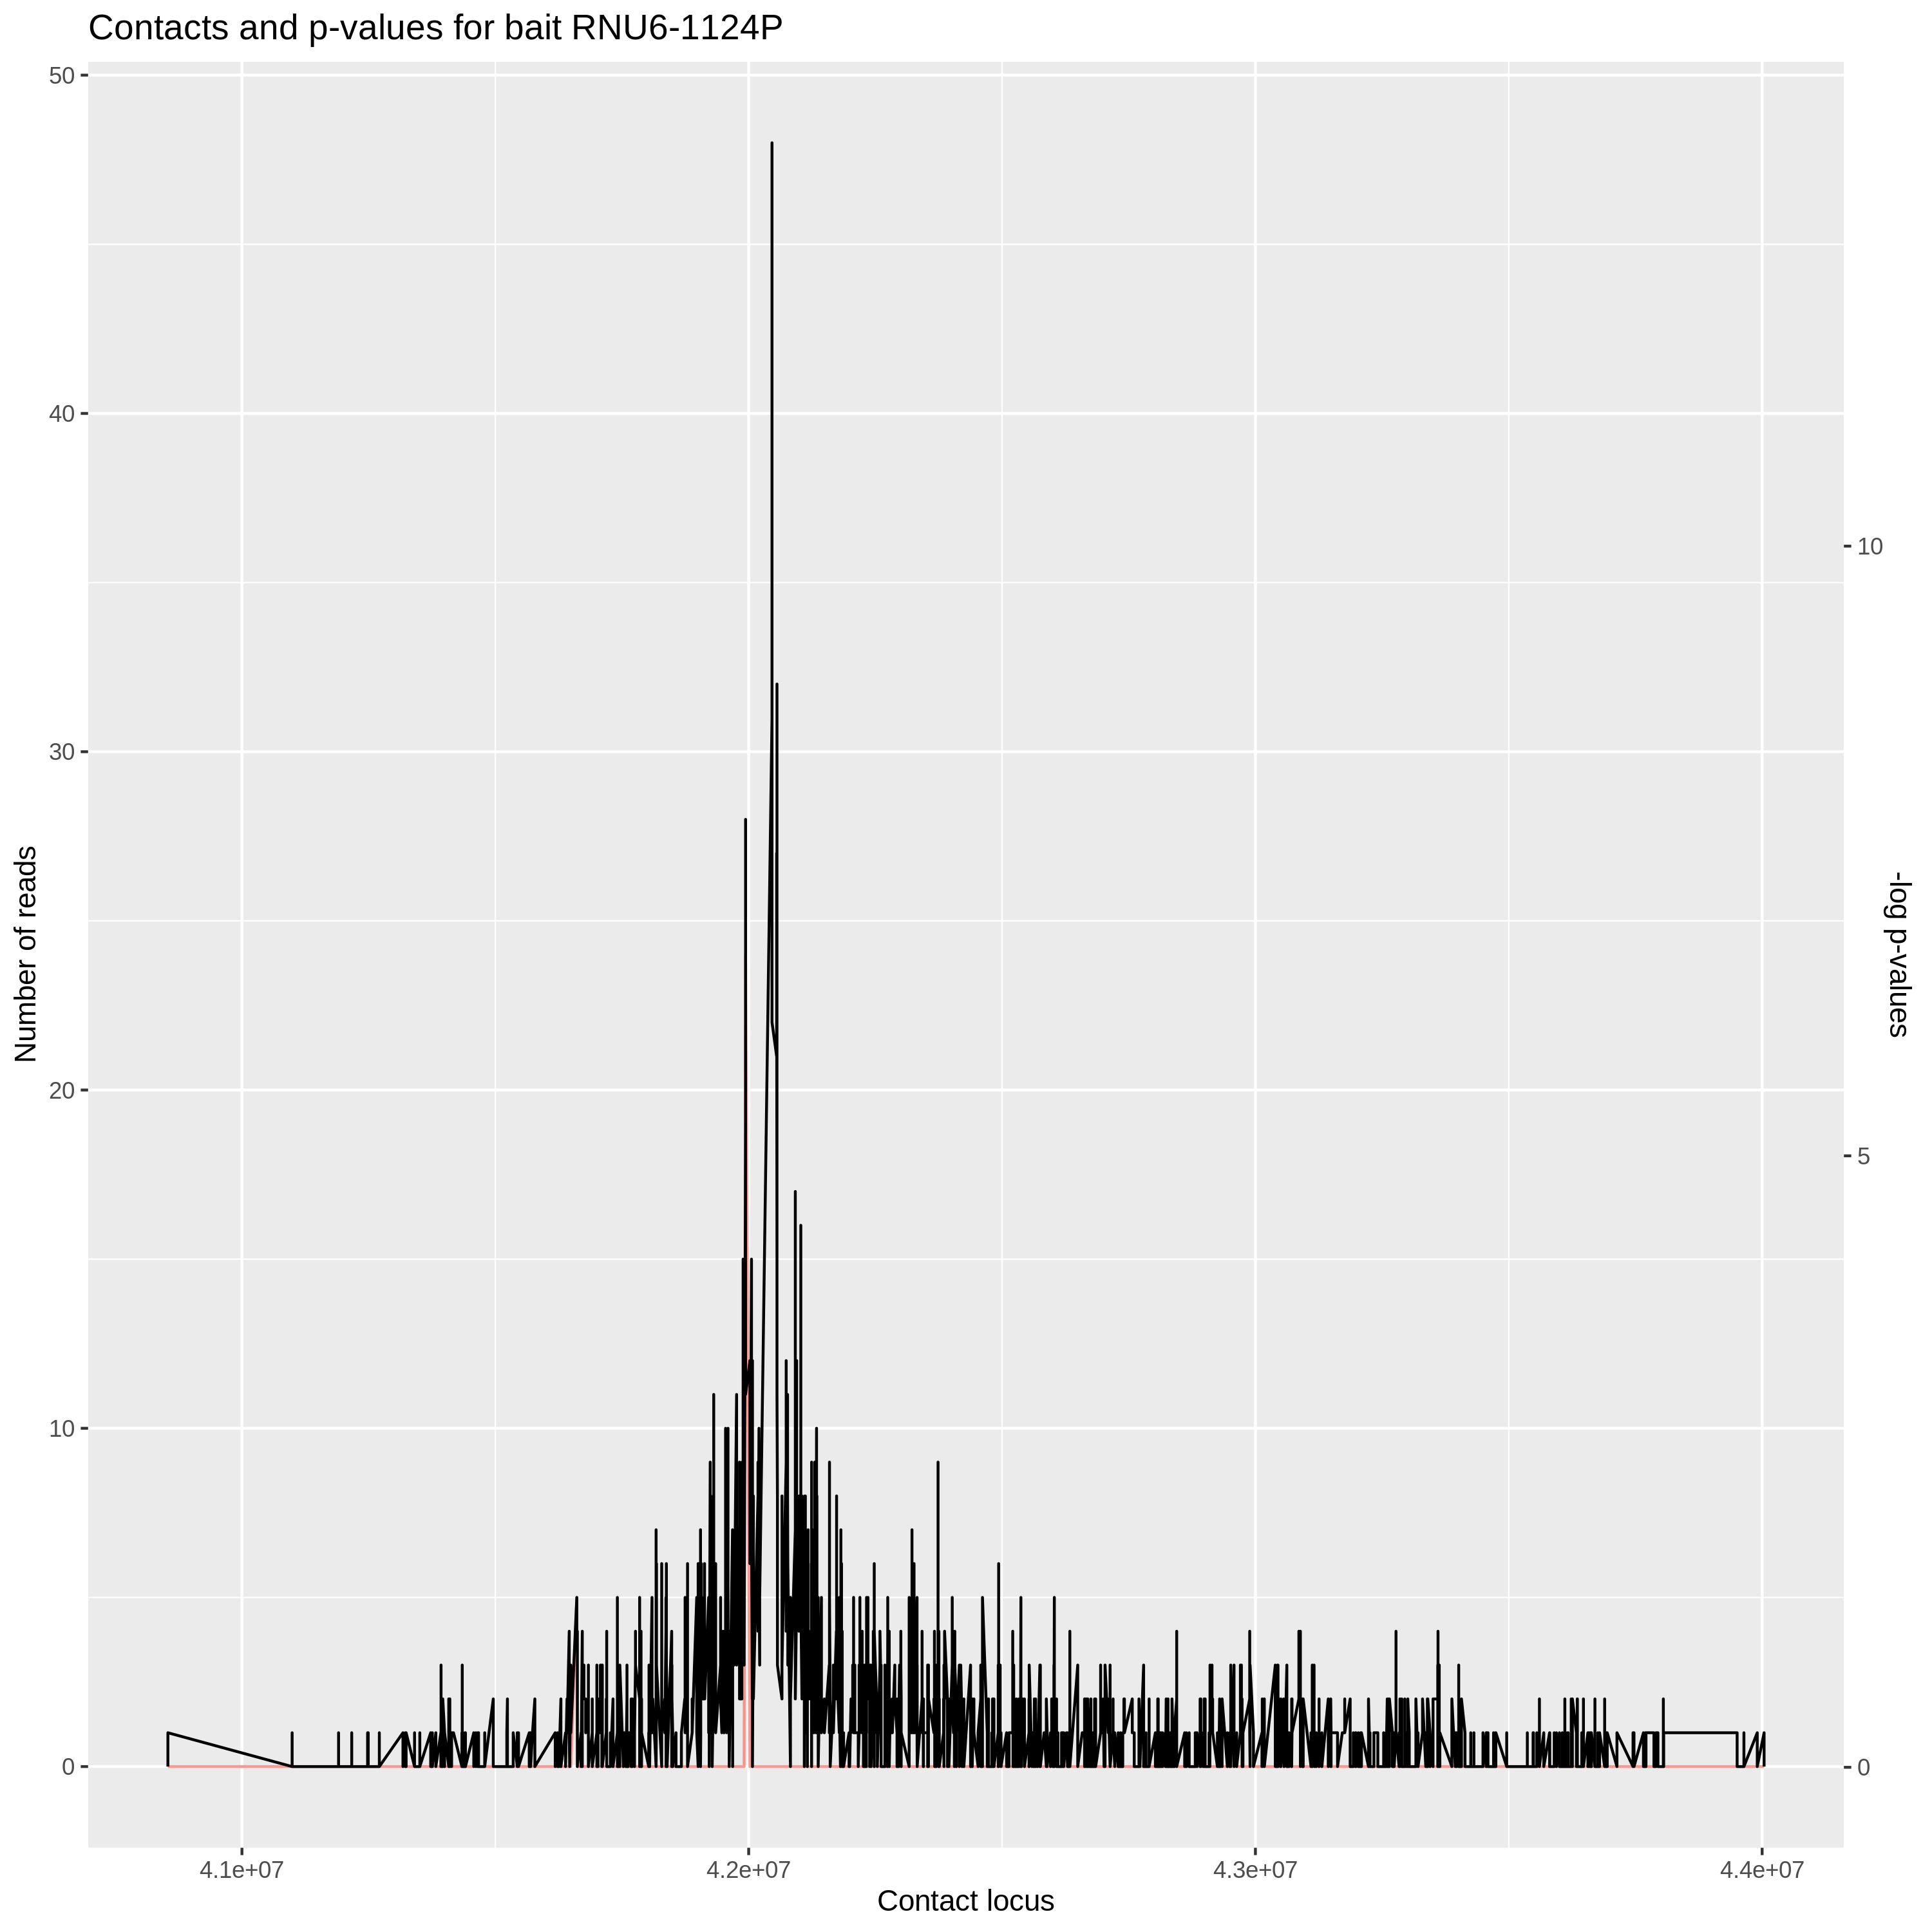 Contacts and p-values for bait RNU6-1124P
50
40
30
20
10
0
Number of reads
10
5
0
-log p-values
4.1e+07
4.2e+07
4.3e+07
4.4e+07
Contact locus